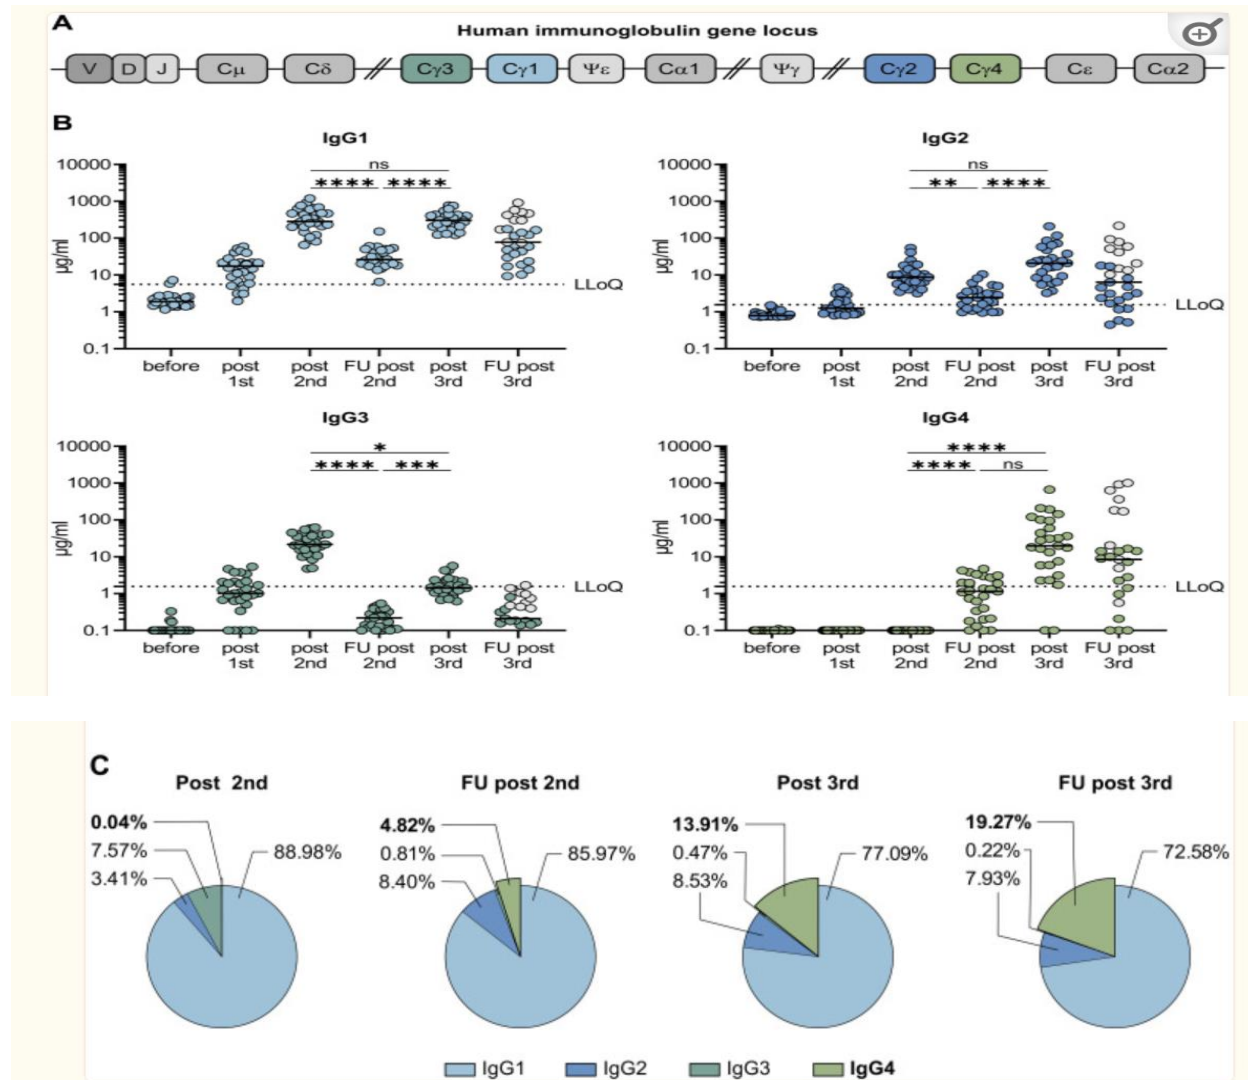 A
Human immunoglobulin gene locus
V D J Cμ Cδ Cγ3 Cγ1 Ψε Cα1 Ψγ Cγ2 Cγ4 Cε Cα2
B
IgG1
10000
1000
100
10
1
0.1
μg/ml
ns
**** ****
LLoQ
before post 1st post 2nd FU post 2nd post 3rd FU post 3rd
IgG2
10000
1000
100
10
1
0.1
μg/ml
ns
** ****
LLoQ
before post 1st post 2nd FU post 2nd post 3rd FU post 3rd
IgG3
10000
1000
100
10
1
0.1
μg/ml
*
**** ***
LLoQ
before post 1st post 2nd FU post 2nd post 3rd FU post 3rd
IgG4
10000
1000
100
10
1
0.1
μg/ml
****
**** ns
LLoQ
before post 1st post 2nd FU post 2nd post 3rd FU post 3rd
C
Post 2nd
0.04%
7.57%
3.41%
88.98%
FU post 2nd
4.82%
0.81%
8.40%
85.97%
Post 3rd
13.91%
0.47%
8.53%
77.09%
FU post 3rd
19.27%
0.22%
7.93%
72.58%
IgG1 IgG2 IgG3 IgG4